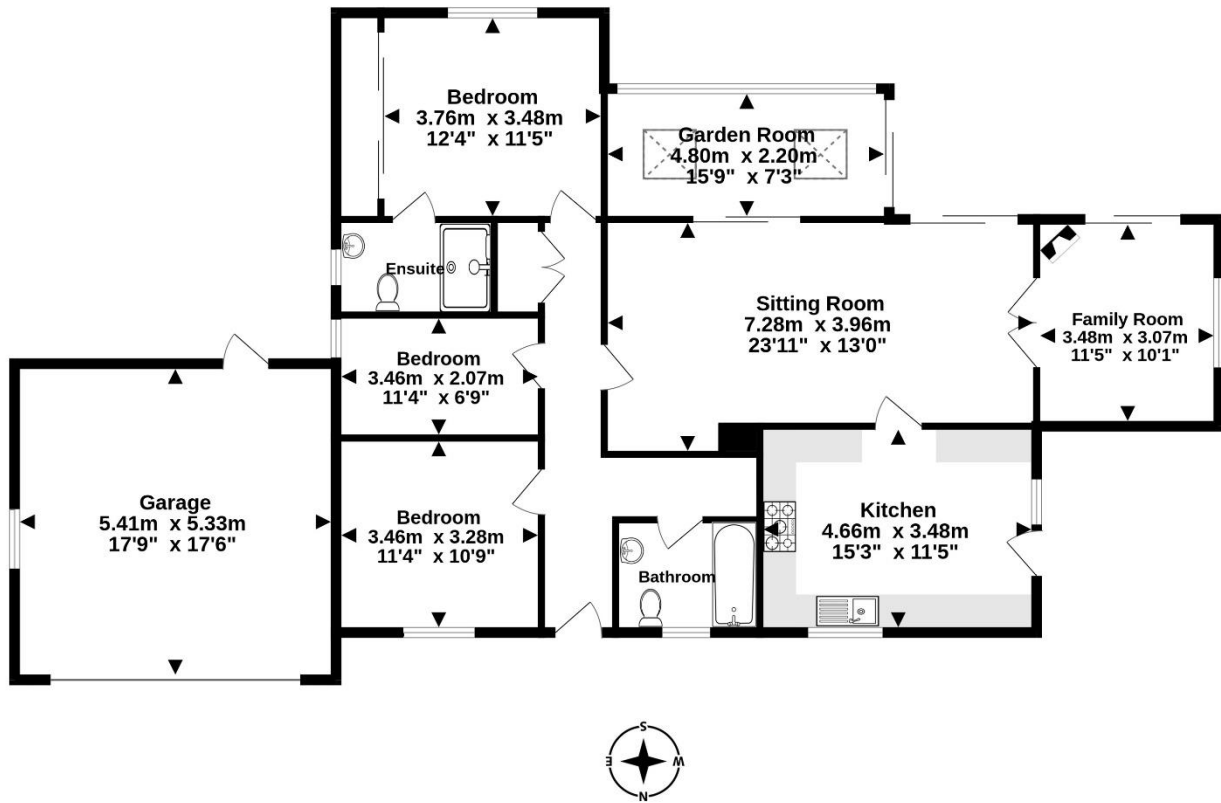 Bedroom
3.76m x 3.48m
12'4" x 11'5"
Garden Room
4.80m x 2.20m
15'9" x 7'3"
Ensuite
Sitting Room
7.28m x 3.96m
23'11" x 13'0"
Family Room
3.48m x 3.07m
11'5" x 10'1"
Bedroom
3.46m x 2.07m
11'4" x 6'9"
Garage
5.41m x 5.33m
17'9" x 17'6"
Bedroom
3.46m x 3.28m
11'4" x 10'9"
Kitchen
4.66m x 3.48m
15'3" x 11'5"
Bathroom
S
E
W
N